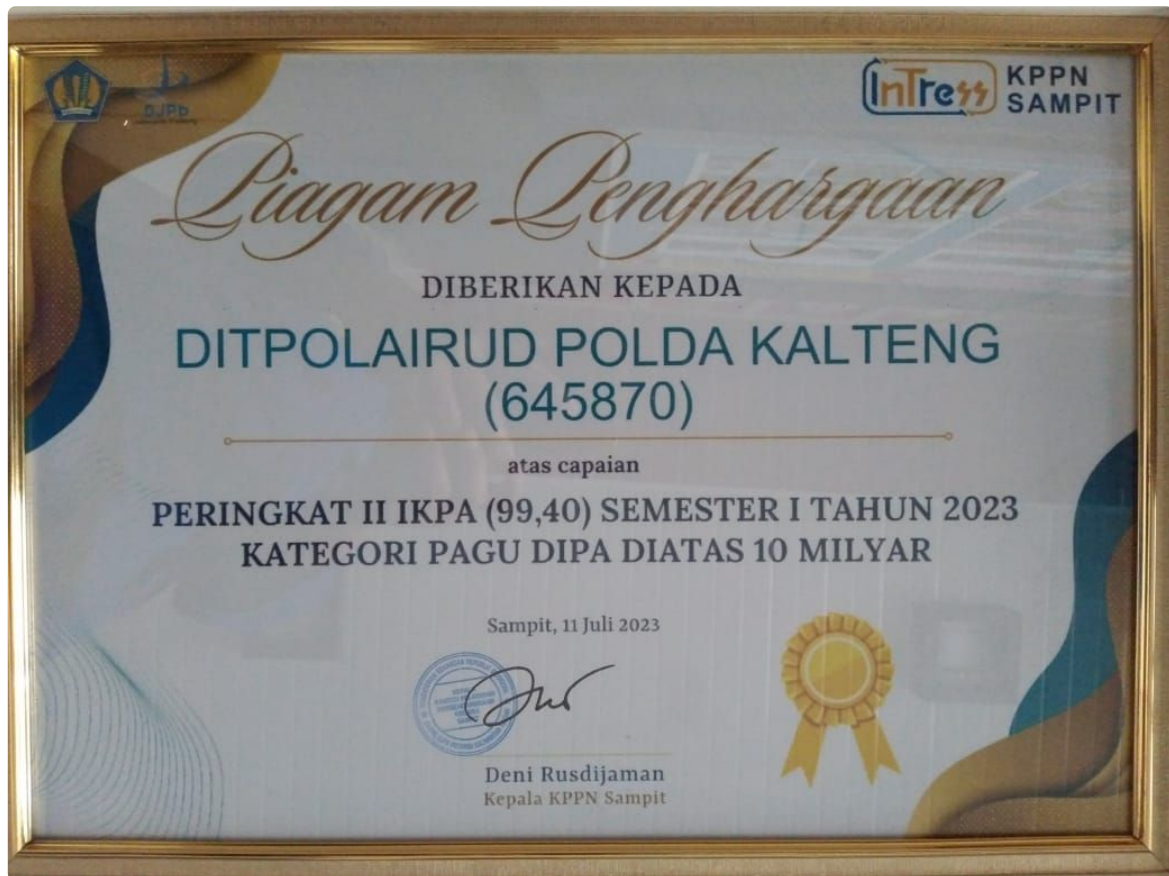 DJPb
InTress
KPPN
SAMPIT
Piagam Penghargaan
DIBERIKAN KEPADA
DITPOLAIRUD POLDA KALTENG
(645870)
atas capaian
PERINGKAT II IKPA (99,40) SEMESTER I TAHUN 2023
KATEGORI PAGU DIPA DIATAS 10 MILYAR
Sampit, 11 Juli 2023
Deni Rusdijaman
Kepala KPPN Sampit